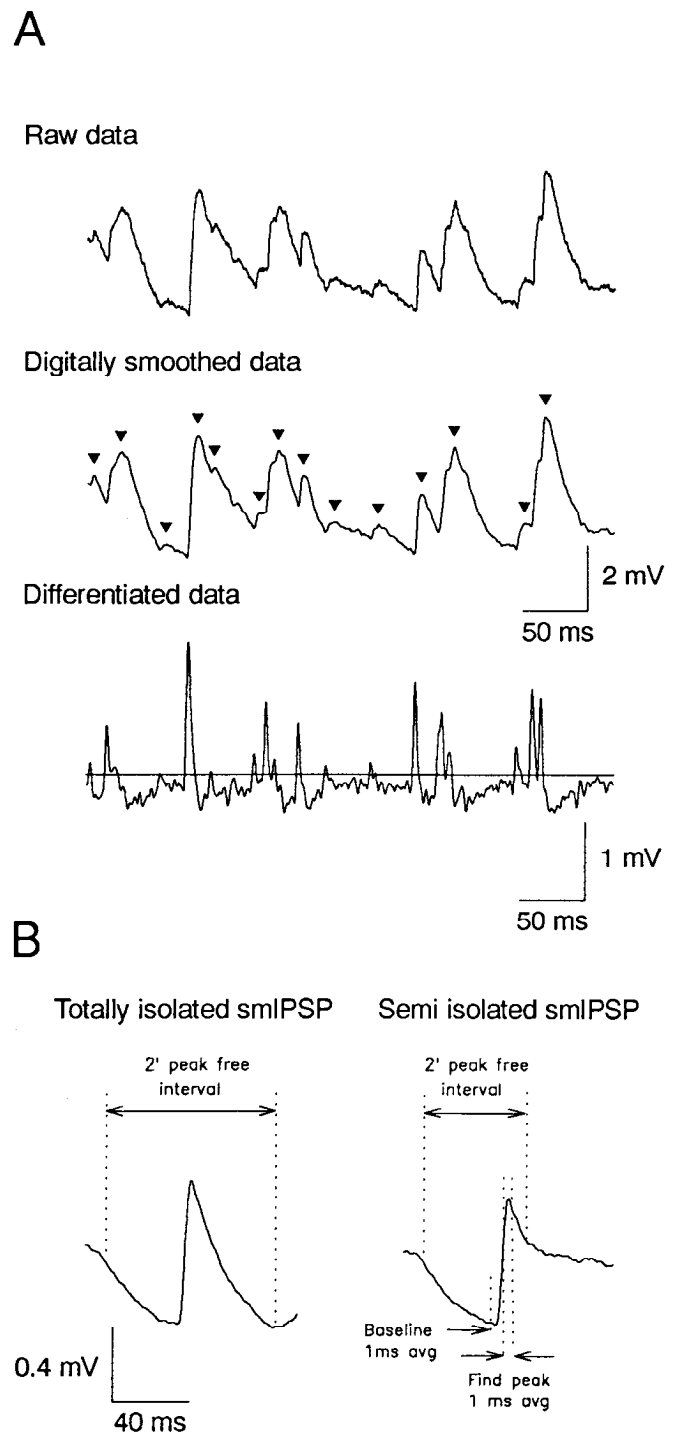 A
Raw data
Digitally smoothed data
2 mV
50 ms
Differentiated data
1 mV
50 ms
B
Totally isolated smIPSP
Semi isolated smIPSP
2' peak free
interval
2' peak free
interval
Baseline
1ms avg
Find peak
1 ms avg
0.4 mV
40 ms